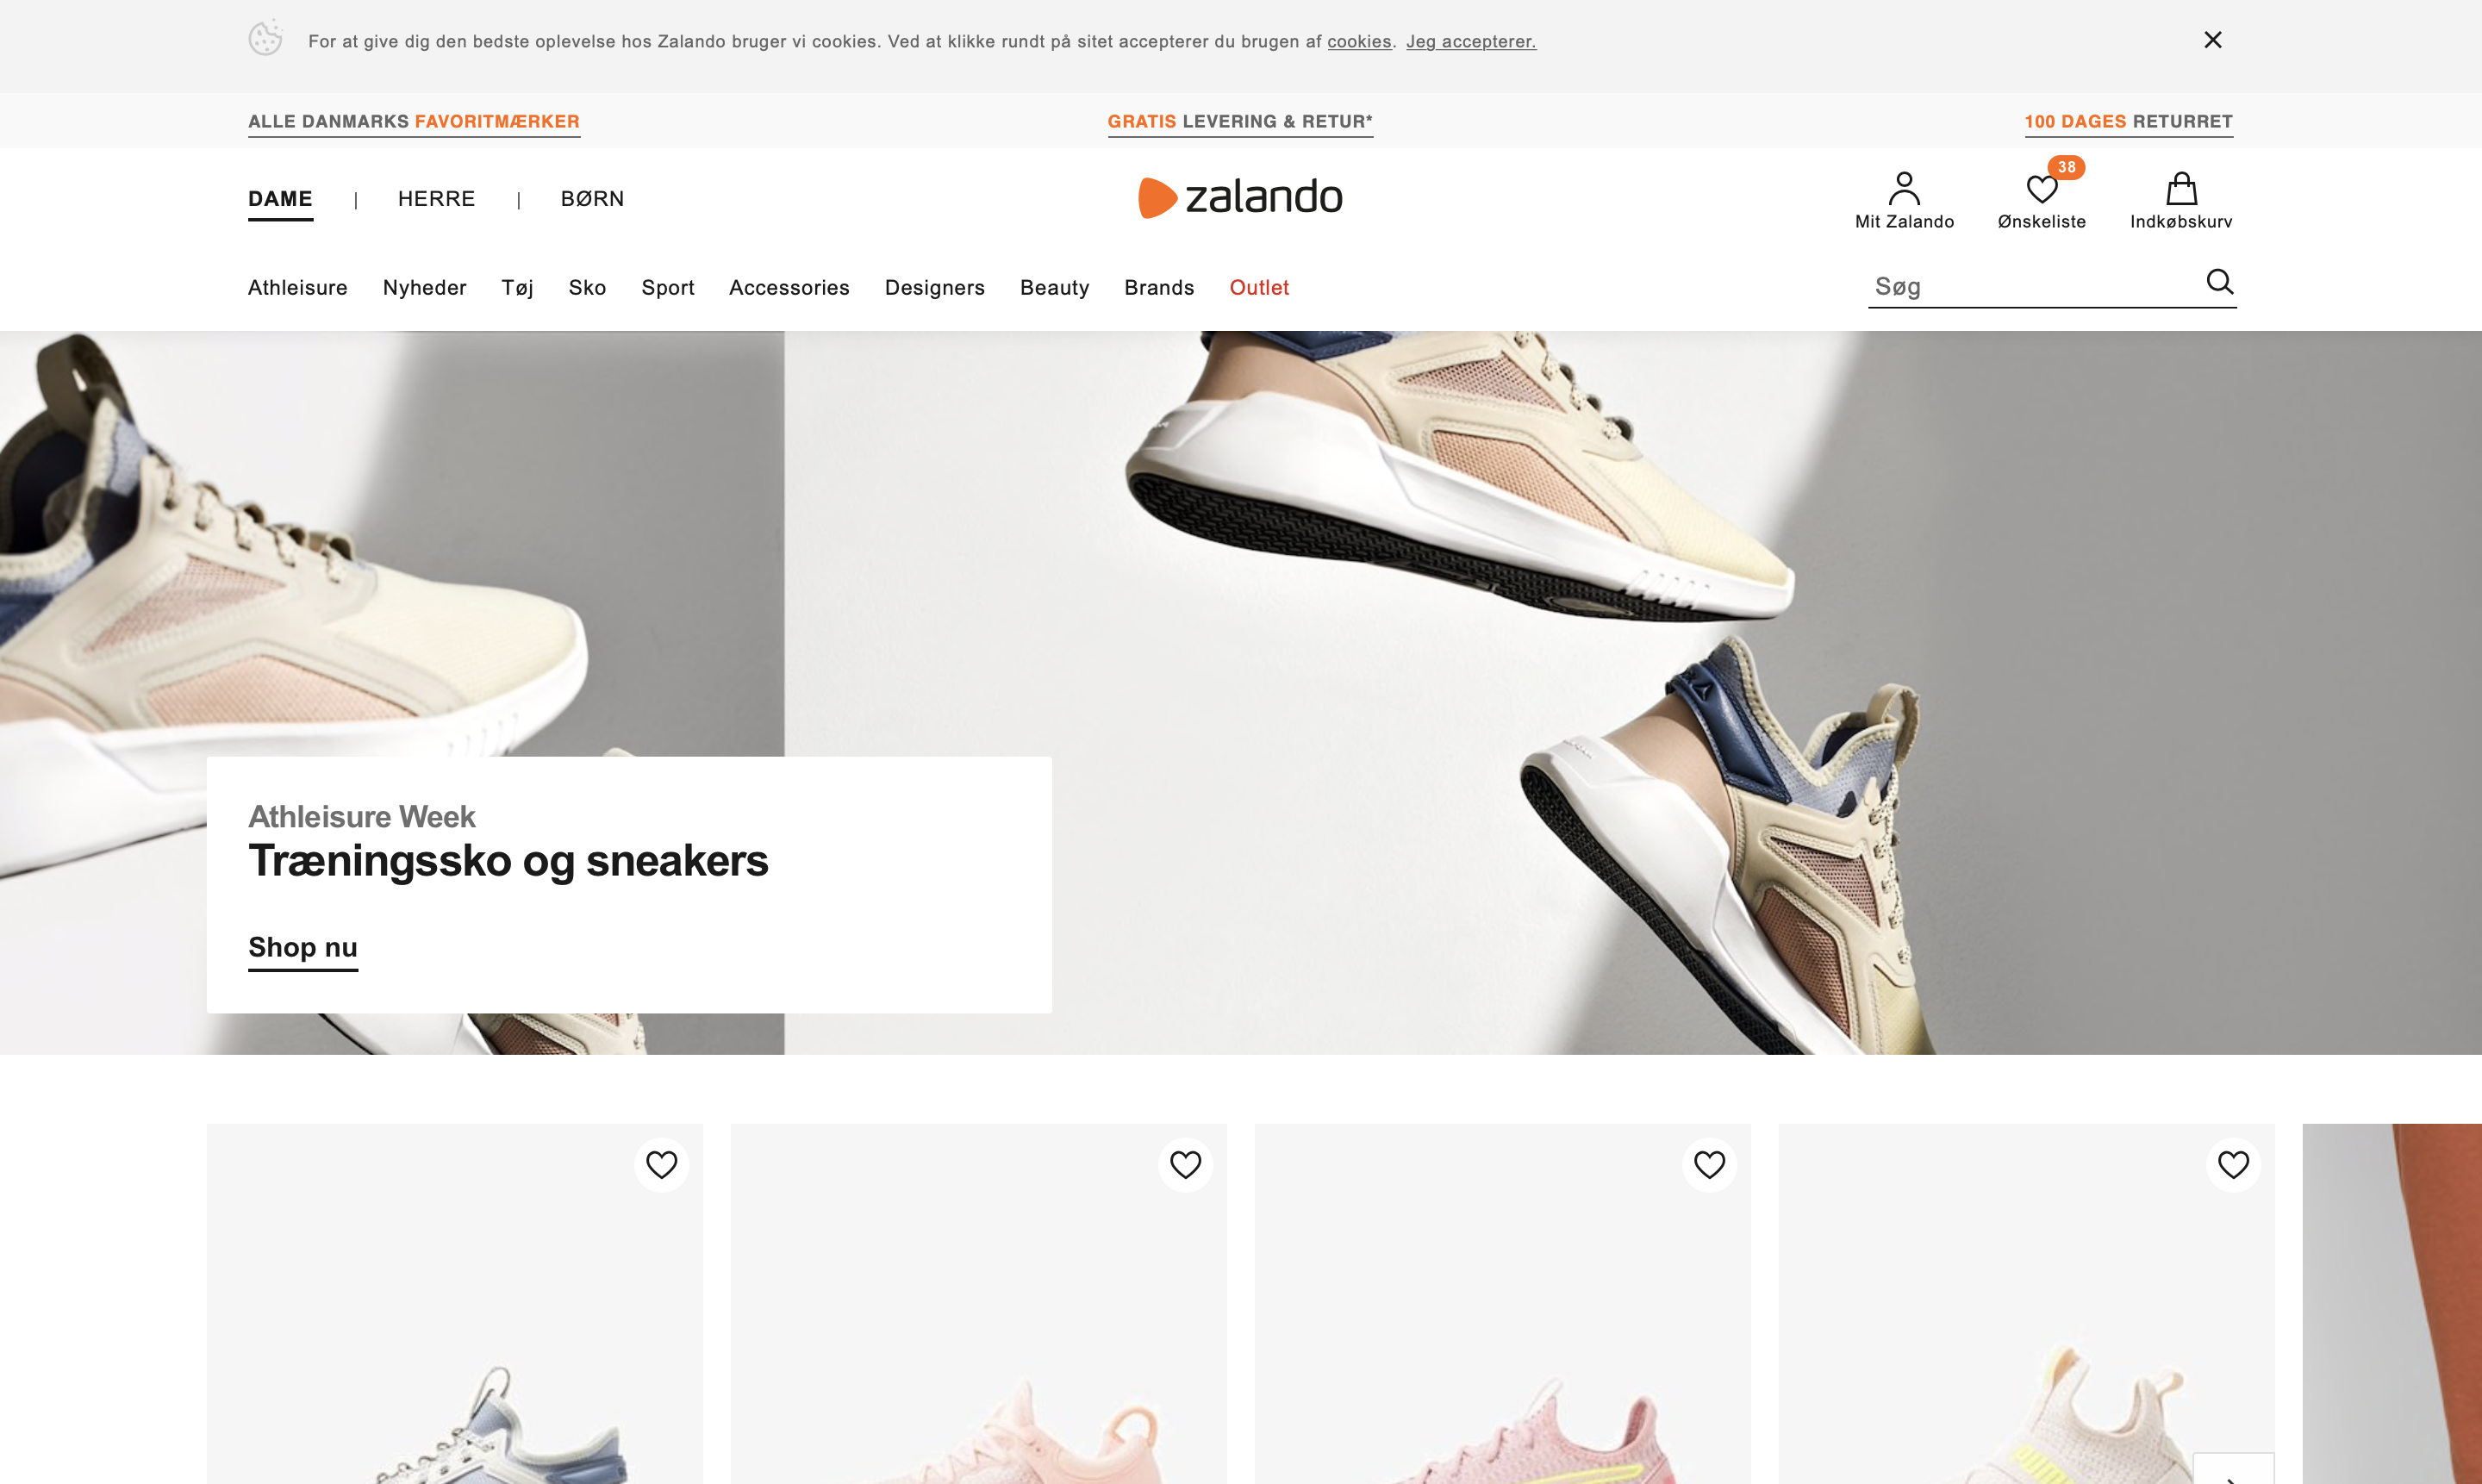 For at give dig den bedste oplevelse hos Zalando bruger vi cookies. Ved at klikke rundt på sitet accepterer du brugen af cookies. Jeg accepterer.
ALLE DANMARKS FAVORITMÆRKER
GRATIS LEVERING & RETUR*
100 DAGES RETURRET
DAME | HERRE | BØRN
zalando
38
Mit Zalando
Ønskeliste
Indkøbskurv
Athleisure Nyheder Tøj Sko Sport Accessories Designers Beauty Brands Outlet
Søg
Athleisure Week
Træningssko og sneakers
Shop nu